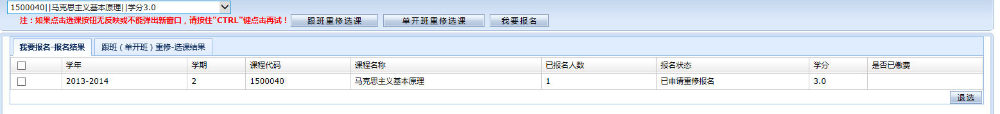 1500040||马克思主义基本原理||学分3.0
注：如果点击选课按钮无反映或不能弹出新窗口，请按住"CTRL"键点击再试！ 跟班重修选课 单开班重修选课 我要报名
我要报名-报名结果 跟班（单开班）重修-选课结果
学年 学期 课程代码 课程名称 已报名人数 报名状态 学分 是否已缴费
2013-2014 2 1500040 马克思主义基本原理 1 已申请重修报名 3.0
退选